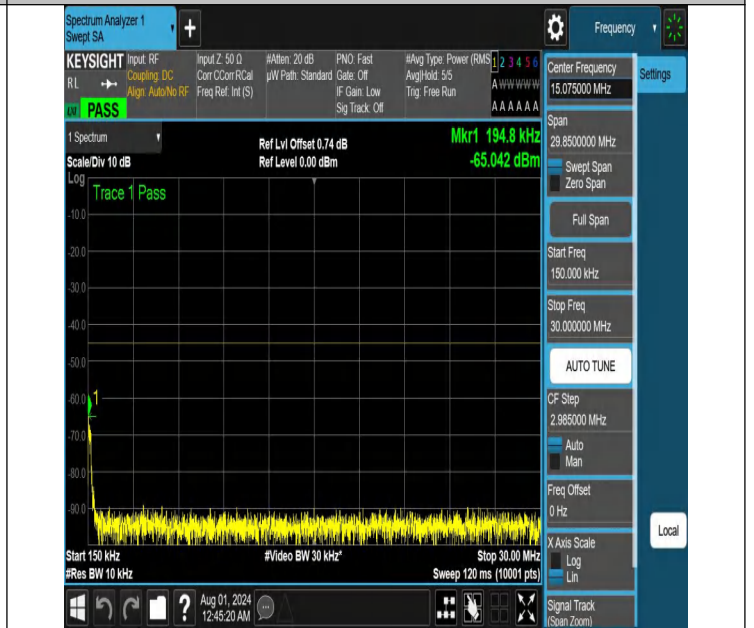 Spectrum Analyzer 1
Swept SA
+
Frequency
KEYSIGHT
RL
PASS
Input: RF
Coupling: DC
Align: Auto/No RF
Input Z: 50 Ω
Corr CCorr RCal
Freq Ref: Int (S)
#Atten: 20 dB
µW Path: Standard
PNO: Fast
Gate: Off
IF Gain: Low
Sig Track: Off
#Avg Type: Power (RMS
Avg|Hold: 5/5
Trig: Free Run
1 2 3 4 5 6
A W W W W W
A A A A A A
1 Spectrum
Scale/Div 10 dB
Ref Lvl Offset 0.74 dB
Ref Level 0.00 dBm
Mkr1 194.8 kHz
-65.042 dBm
Log
Trace 1 Pass
-10.0
-20.0
-30.0
-40.0
-50.0
-60.0
1
-70.0
-80.0
-90.0
Start 150 kHz
#Video BW 30 kHz*
Stop 30.00 MHz
#Res BW 10 kHz
Sweep 120 ms (10001 pts)
Center Frequency
15.075000 MHz
Settings
Span
29.8500000 MHz
Swept Span
Zero Span
Full Span
Start Freq
150.000 kHz
Stop Freq
30.000000 MHz
AUTO TUNE
CF Step
2.985000 MHz
Auto
Man
Freq Offset
0 Hz
X Axis Scale
Log
Lin
Local
Signal Track
(Span Zoom)
?
Aug 01, 2024
12:45:20 AM